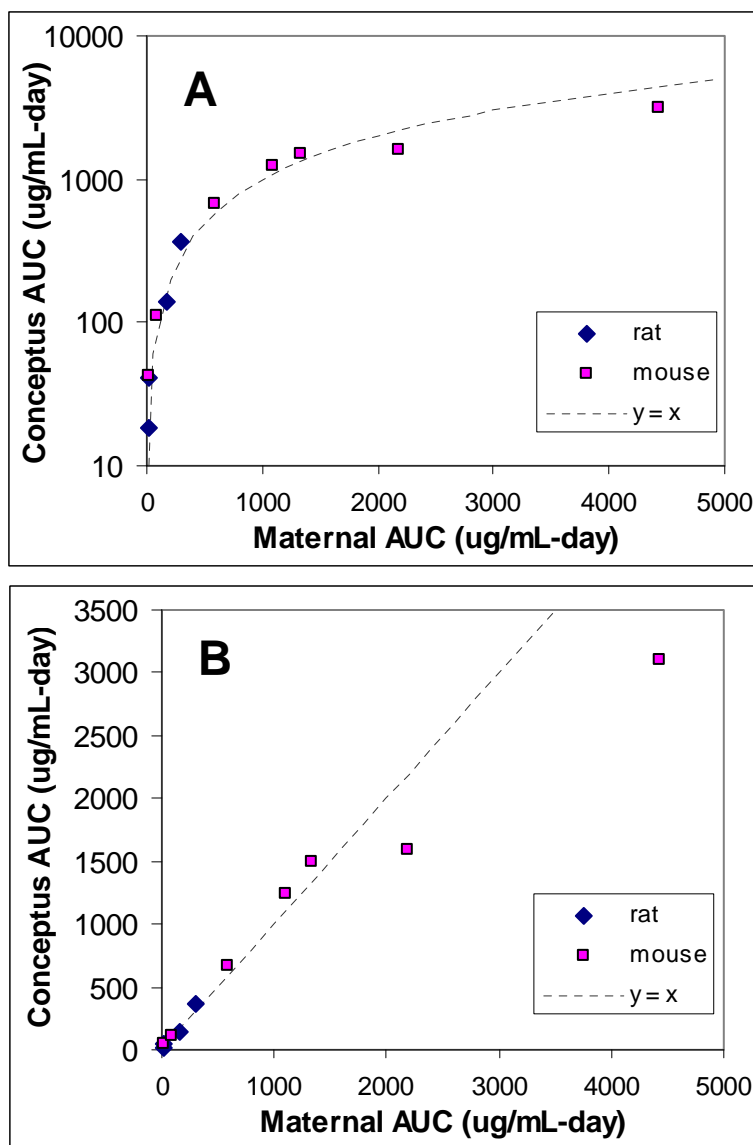 A
10000
1000
100
10
Conceptus AUC (ug/mL-day)
0 1000 2000 3000 4000 5000
Maternal AUC (ug/mL-day)
rat
mouse
y = x
B
3500
3000
2500
2000
1500
1000
500
0
Conceptus AUC (ug/mL-day)
0 1000 2000 3000 4000 5000
Maternal AUC (ug/mL-day)
rat
mouse
y = x